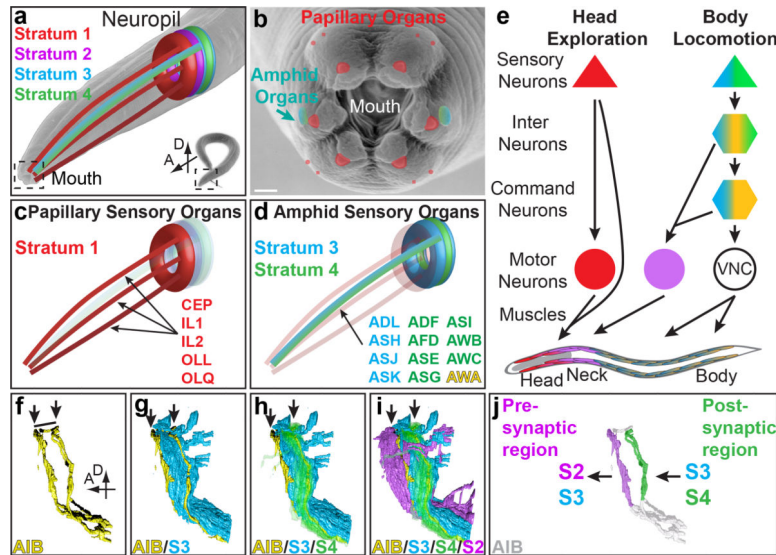 a
Neuropil
Stratum 1
Stratum 2
Stratum 3
Stratum 4
D
A
Mouth
b
Papillary Organs
Amphid
Organs
Mouth
c Papillary Sensory Organs
Stratum 1
CEP
IL1
IL2
OLL
OLQ
d Amphid Sensory Organs
Stratum 3
Stratum 4
ADL ADF ASI
ASH AFD AWB
ASJ ASE AWC
ASK ASG AWA
e
Head
Exploration
Body
Locomotion
Sensory
Neurons
Inter
Neurons
Command
Neurons
Motor
Neurons
VNC
Muscles
Head
Neck
Body
f
D
A
AIB
g
AIB/S3
h
AIB/S3/S4
i
AIB/S3/S4/S2
j
Pre-
synaptic
region
Post-
synaptic
region
S2
S3
S3
S4
AIB